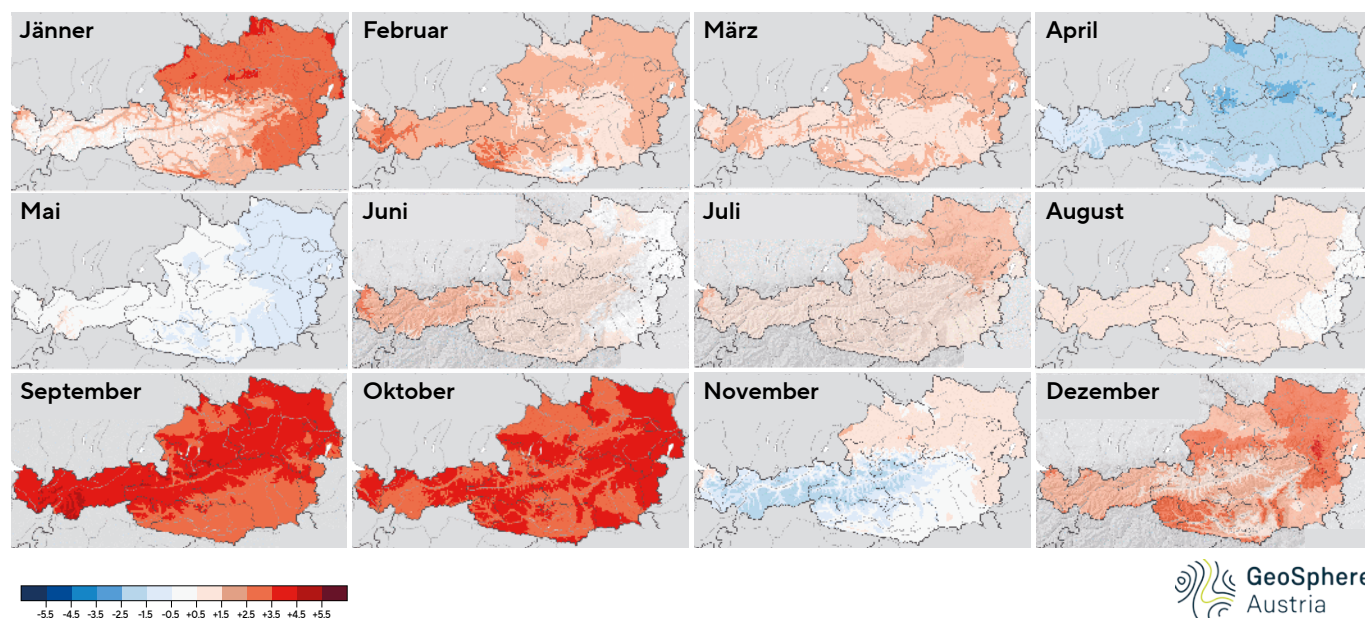 Jänner
Februar
März
April
Mai
Juni
Juli
August
September
Oktober
November
Dezember
-5.5 -4.5 -3.5 -2.5 -1.5 -0.5 +0.5 +1.5 +2.5 +3.5 +4.5 +5.5
GeoSphere
Austria